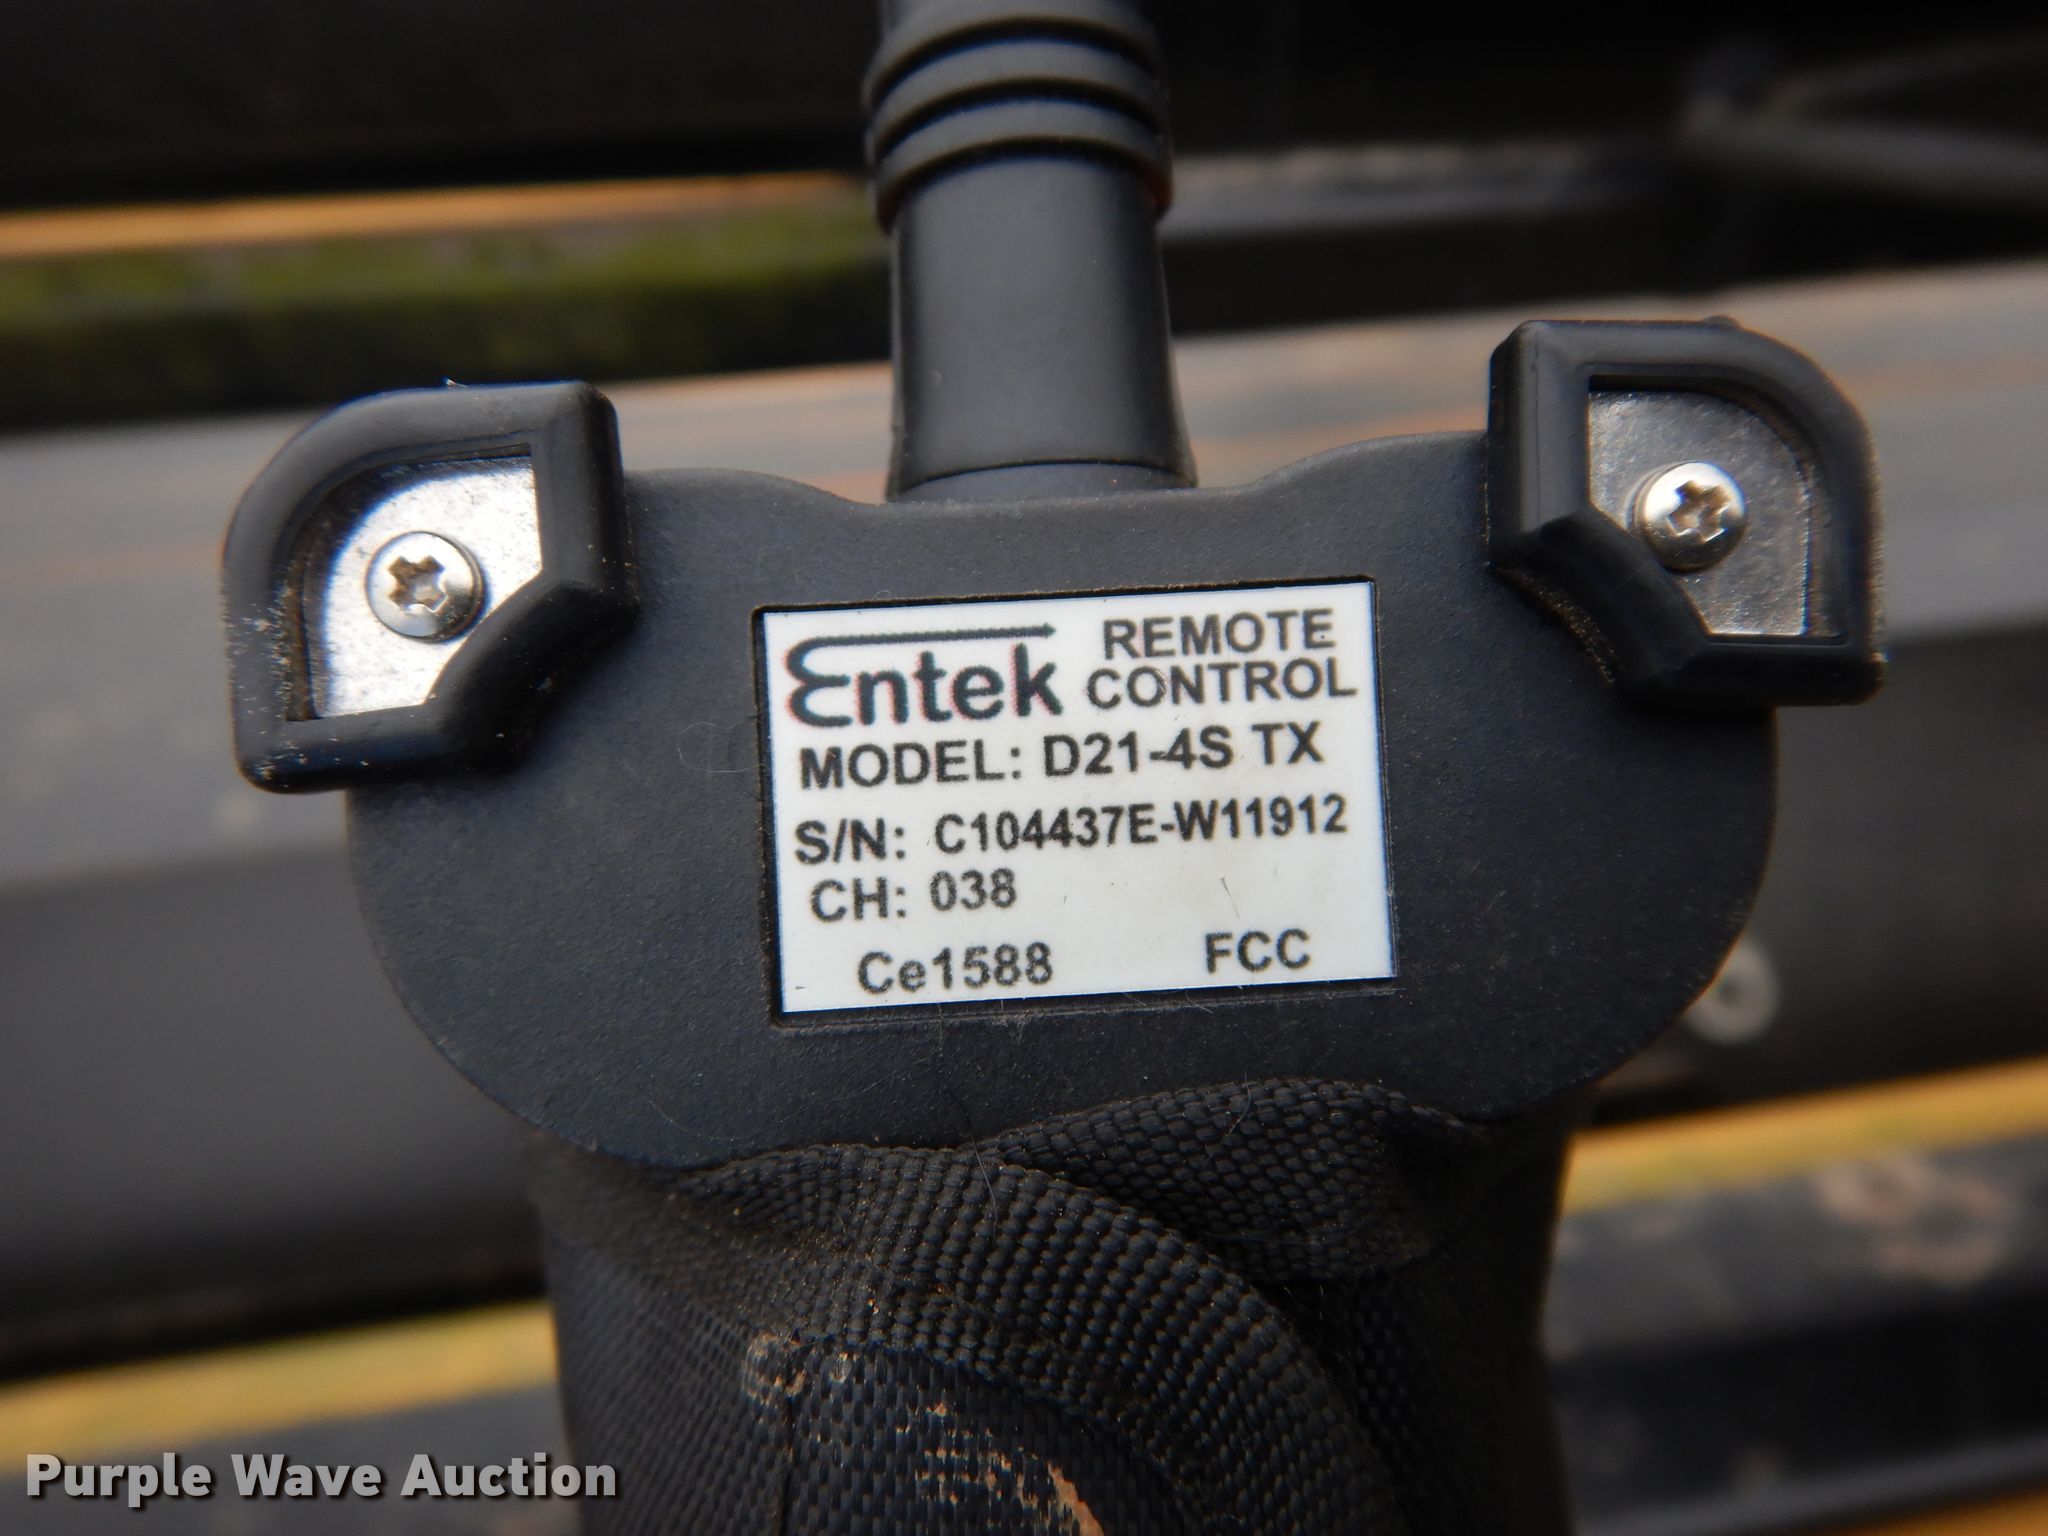 Entek REMOTE CONTROL
MODEL: D21-4S TX
S/N: C104437E-W11912
CH: 038
Ce1588 FCC
Purple Wave Auction